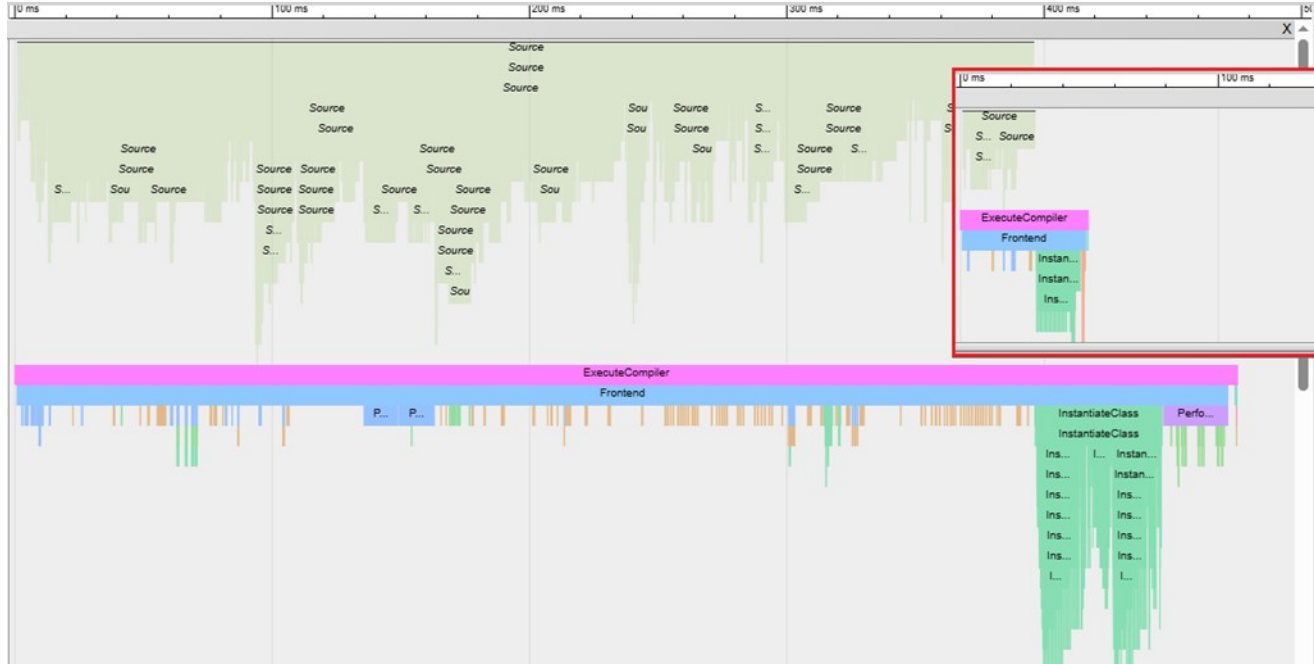 0 ms 100 ms 200 ms 300 ms 400 ms
X
Source
Source
Source
Source Sou Source S... Source
Source Sou Source S... Source
Source Source Sou S... Source S...
Source Source Source Source Source Source
S... Sou Source Source Source Source Source Sou S...
Source Source S... S... Source
S... Source
S... Source
S...
Sou
0 ms 100 ms
Source
S... Source
S...
ExecuteCompiler
Frontend
Instan...
Instan...
Ins...
ExecuteCompiler
Frontend
P... P... InstantiateClass Perfo...
InstantiateClass
Ins... I... Instan...
Ins... Instan...
Ins... Ins...
Ins... Ins...
Ins... Ins...
Ins... Ins...
I... I...